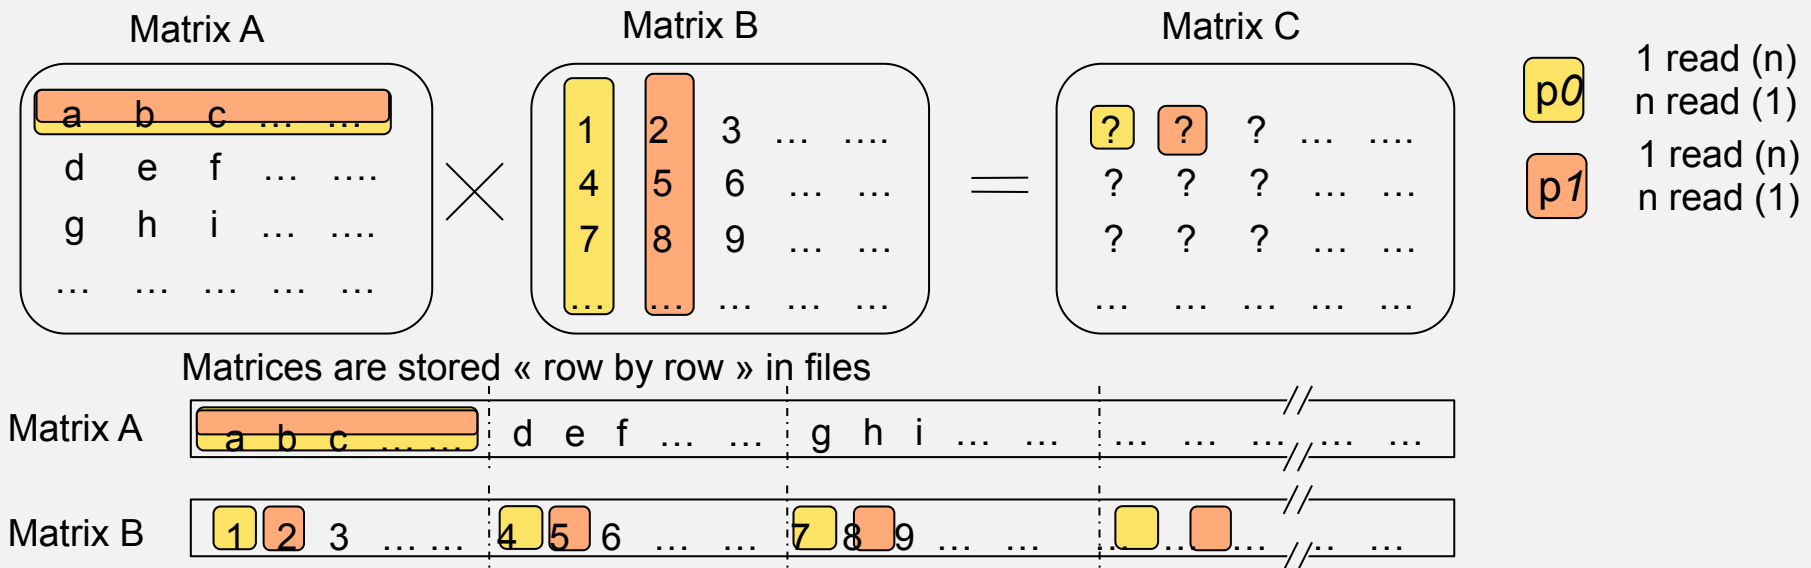 Matrix A
Matrix B
Matrix C
a b c … …
d e f … ….
g h i … ….
… … … … …
1 2 3 … ….
4 5 6 … …
7 8 9 … …
… … … … …
? ? ? … ….
? ? ? … …
? ? ? … …
… … … … …
p0
1 read (n)
n read (1)
p1
1 read (n)
n read (1)
Matrices are stored « row by row » in files
Matrix A
a b c … … d e f … … g h i … … … … … … …
Matrix B
1 2 3 … … 4 5 6 … … 7 8 9 … … … … … … …